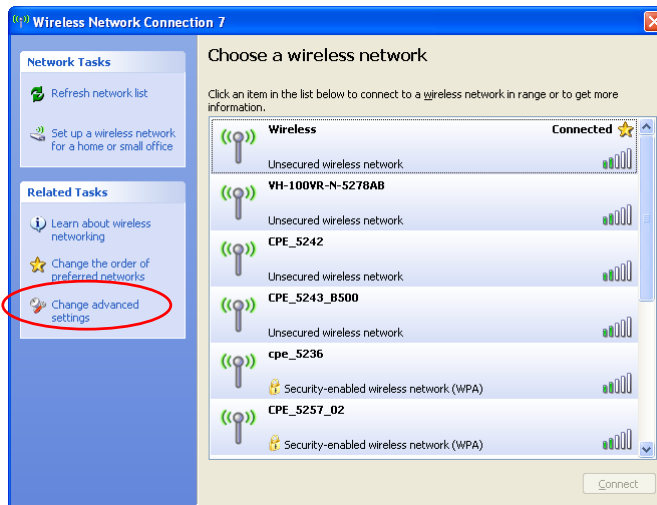 Wireless Network Connection 7
Network Tasks
Refresh network list
Set up a wireless network
for a home or small office
Related Tasks
Learn about wireless
networking
Change the order of
preferred networks
Change advanced
settings
Choose a wireless network
Click an item in the list below to connect to a wireless network in range or to get more
information.
Wireless Connected
Unsecured wireless network
VH-100VR-N-5278AB
Unsecured wireless network
CPE_5242
Unsecured wireless network
CPE_5243_B500
Unsecured wireless network
cpe_5236
Security-enabled wireless network (WPA)
CPE_5257_02
Security-enabled wireless network (WPA)
Connect